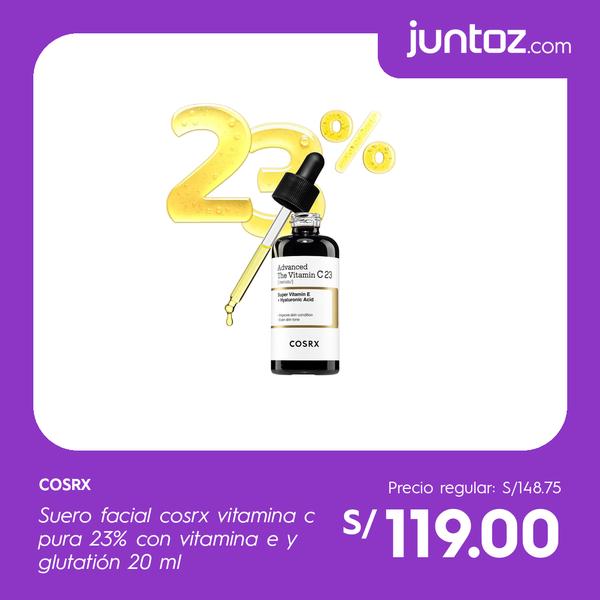 juntoz.com
23%
Advanced
The Vitamin C 23
Super Vitamin E
+ Hyaluronic Acid
COSRX
COSRX
Precio regular: S/148.75
Suero facial cosrx vitamina c
pura 23% con vitamina e y
glutatión 20 ml
S/119.00